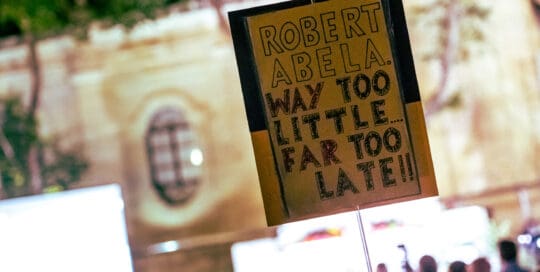 ROBERT
ABELA.
WAY TOO
LITTLE....
FAR TOO
LATE!!